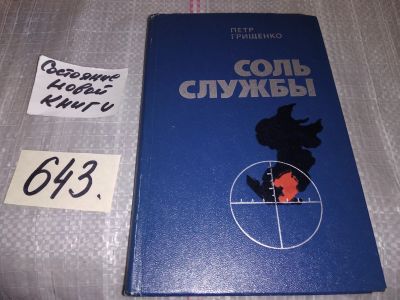 Состояние
новой
книги
643.
ПЕТР
ГРИЩЕНКО
СОЛЬ
СЛУЖБЫ